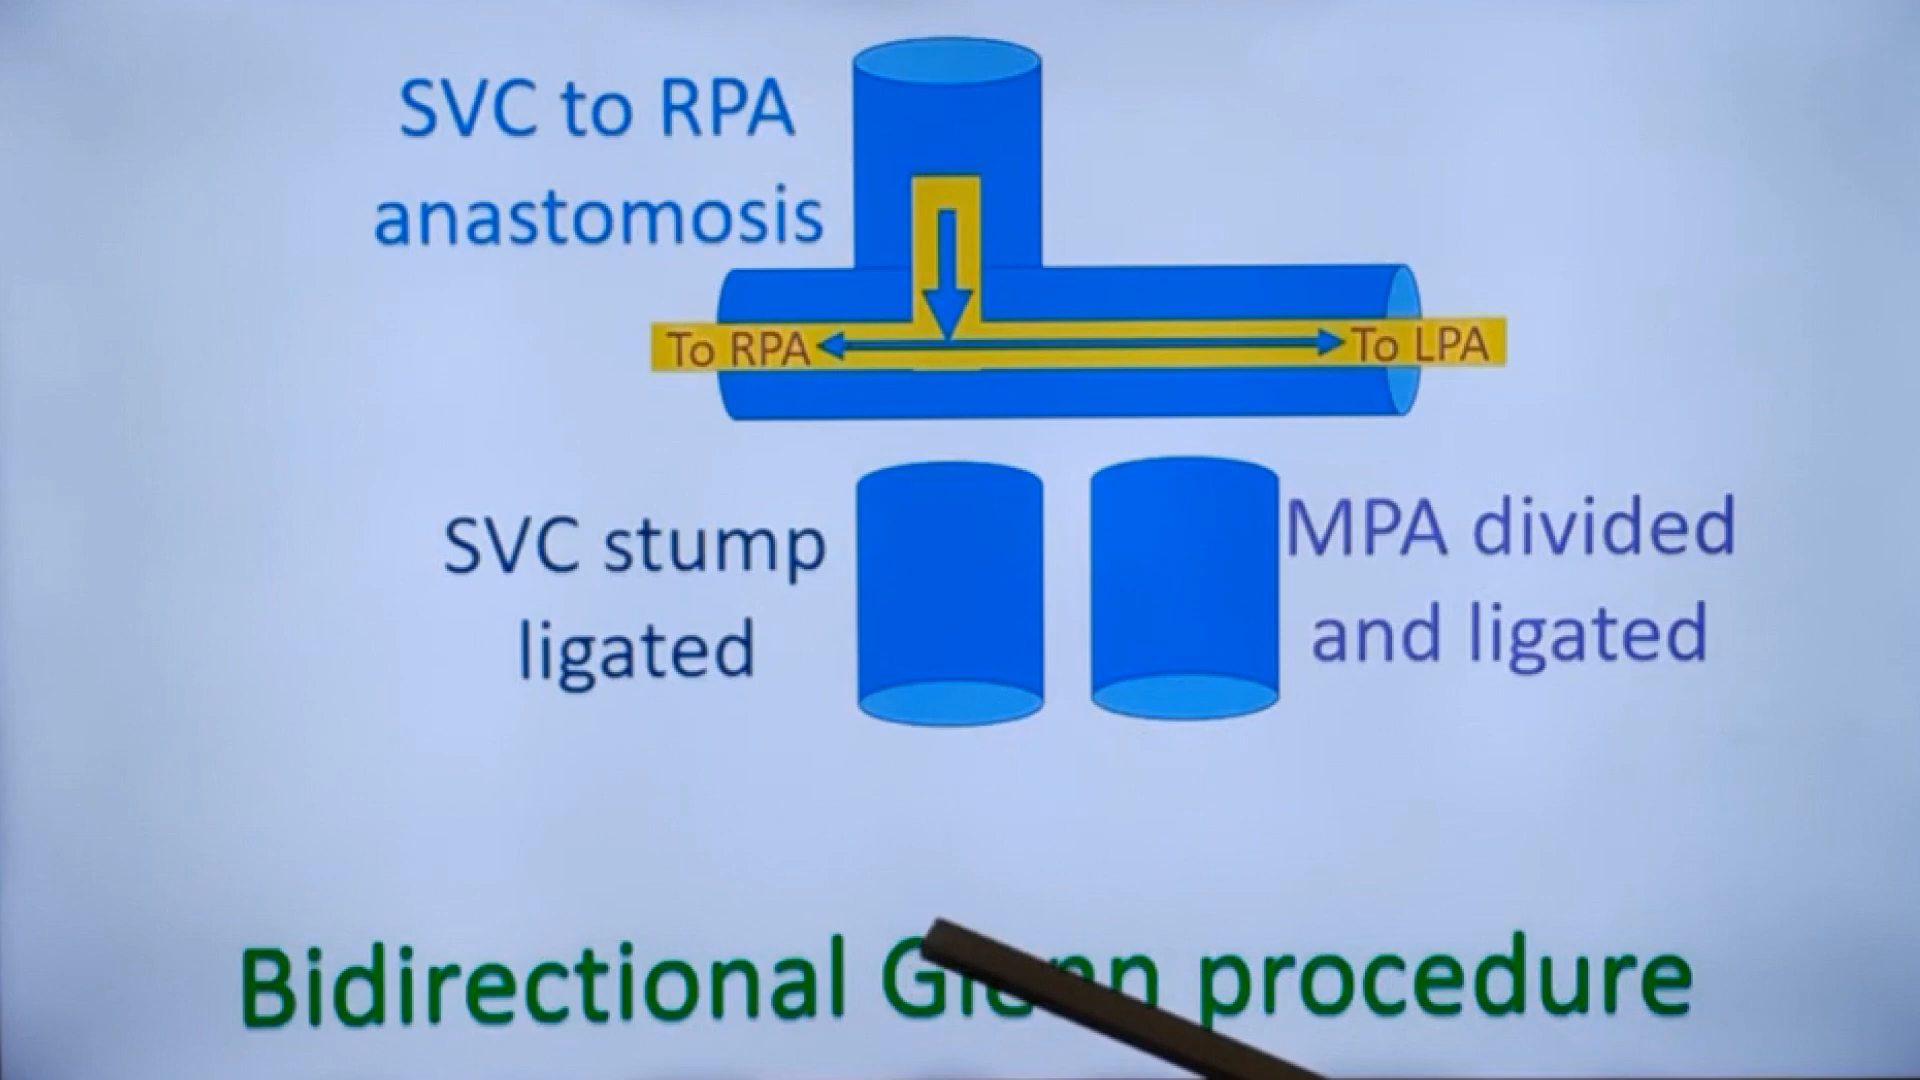 SVC to RPA
anastomosis
To RPA
To LPA
SVC stump
ligated
MPA divided
and ligated
Bidirectional procedure